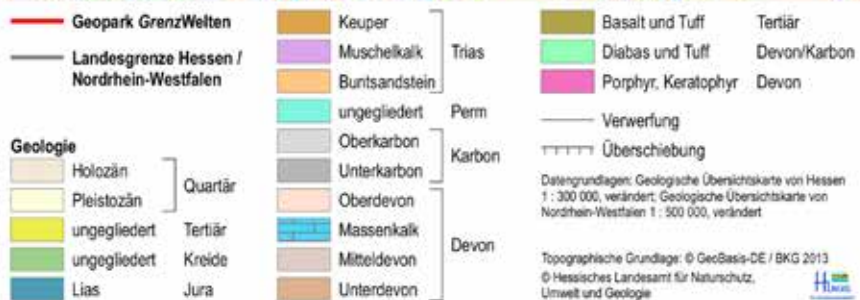 Geopark GrenzWelten
Landesgrenze Hessen /
Nordrhein-Westfalen
Geologie
Holozän
Pleistozän
Quartär
ungegliedert Tertiär
ungegliedert Kreide
Lias Jura
Keuper
Muschelkalk
Buntsandstein
Trias
ungegliedert Perm
Oberkarbon
Unterkarbon
Karbon
Oberdevon
Massenkalk
Mitteldevon
Unterdevon
Devon
Basalt und Tuff Tertiär
Diabas und Tuff Devon/Karbon
Porphyr, Keratophyr Devon
Verwerfung
Überschiebung
Datengrundlagen: Geologische Übersichtskarte von Hessen
1 : 300 000, verändert; Geologische Übersichtskarte von
Nordrhein-Westfalen 1 : 500 000, verändert
Topographische Grundlage: © GeoBasis-DE / BKG 2013
© Hessisches Landesamt für Naturschutz,
Umwelt und Geologie